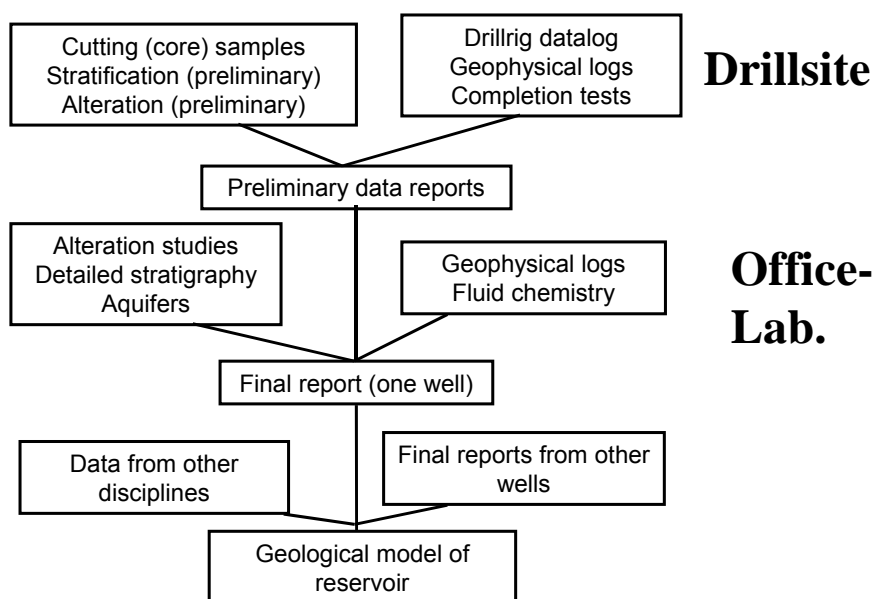 Cutting (core) samples
Stratification (preliminary)
Alteration (preliminary)
Drillrig datalog
Geophysical logs
Completion tests
Drillsite
Preliminary data reports
Alteration studies
Detailed stratigraphy
Aquifers
Geophysical logs
Fluid chemistry
Office-
Lab.
Final report (one well)
Data from other
disciplines
Final reports from other
wells
Geological model of
reservoir